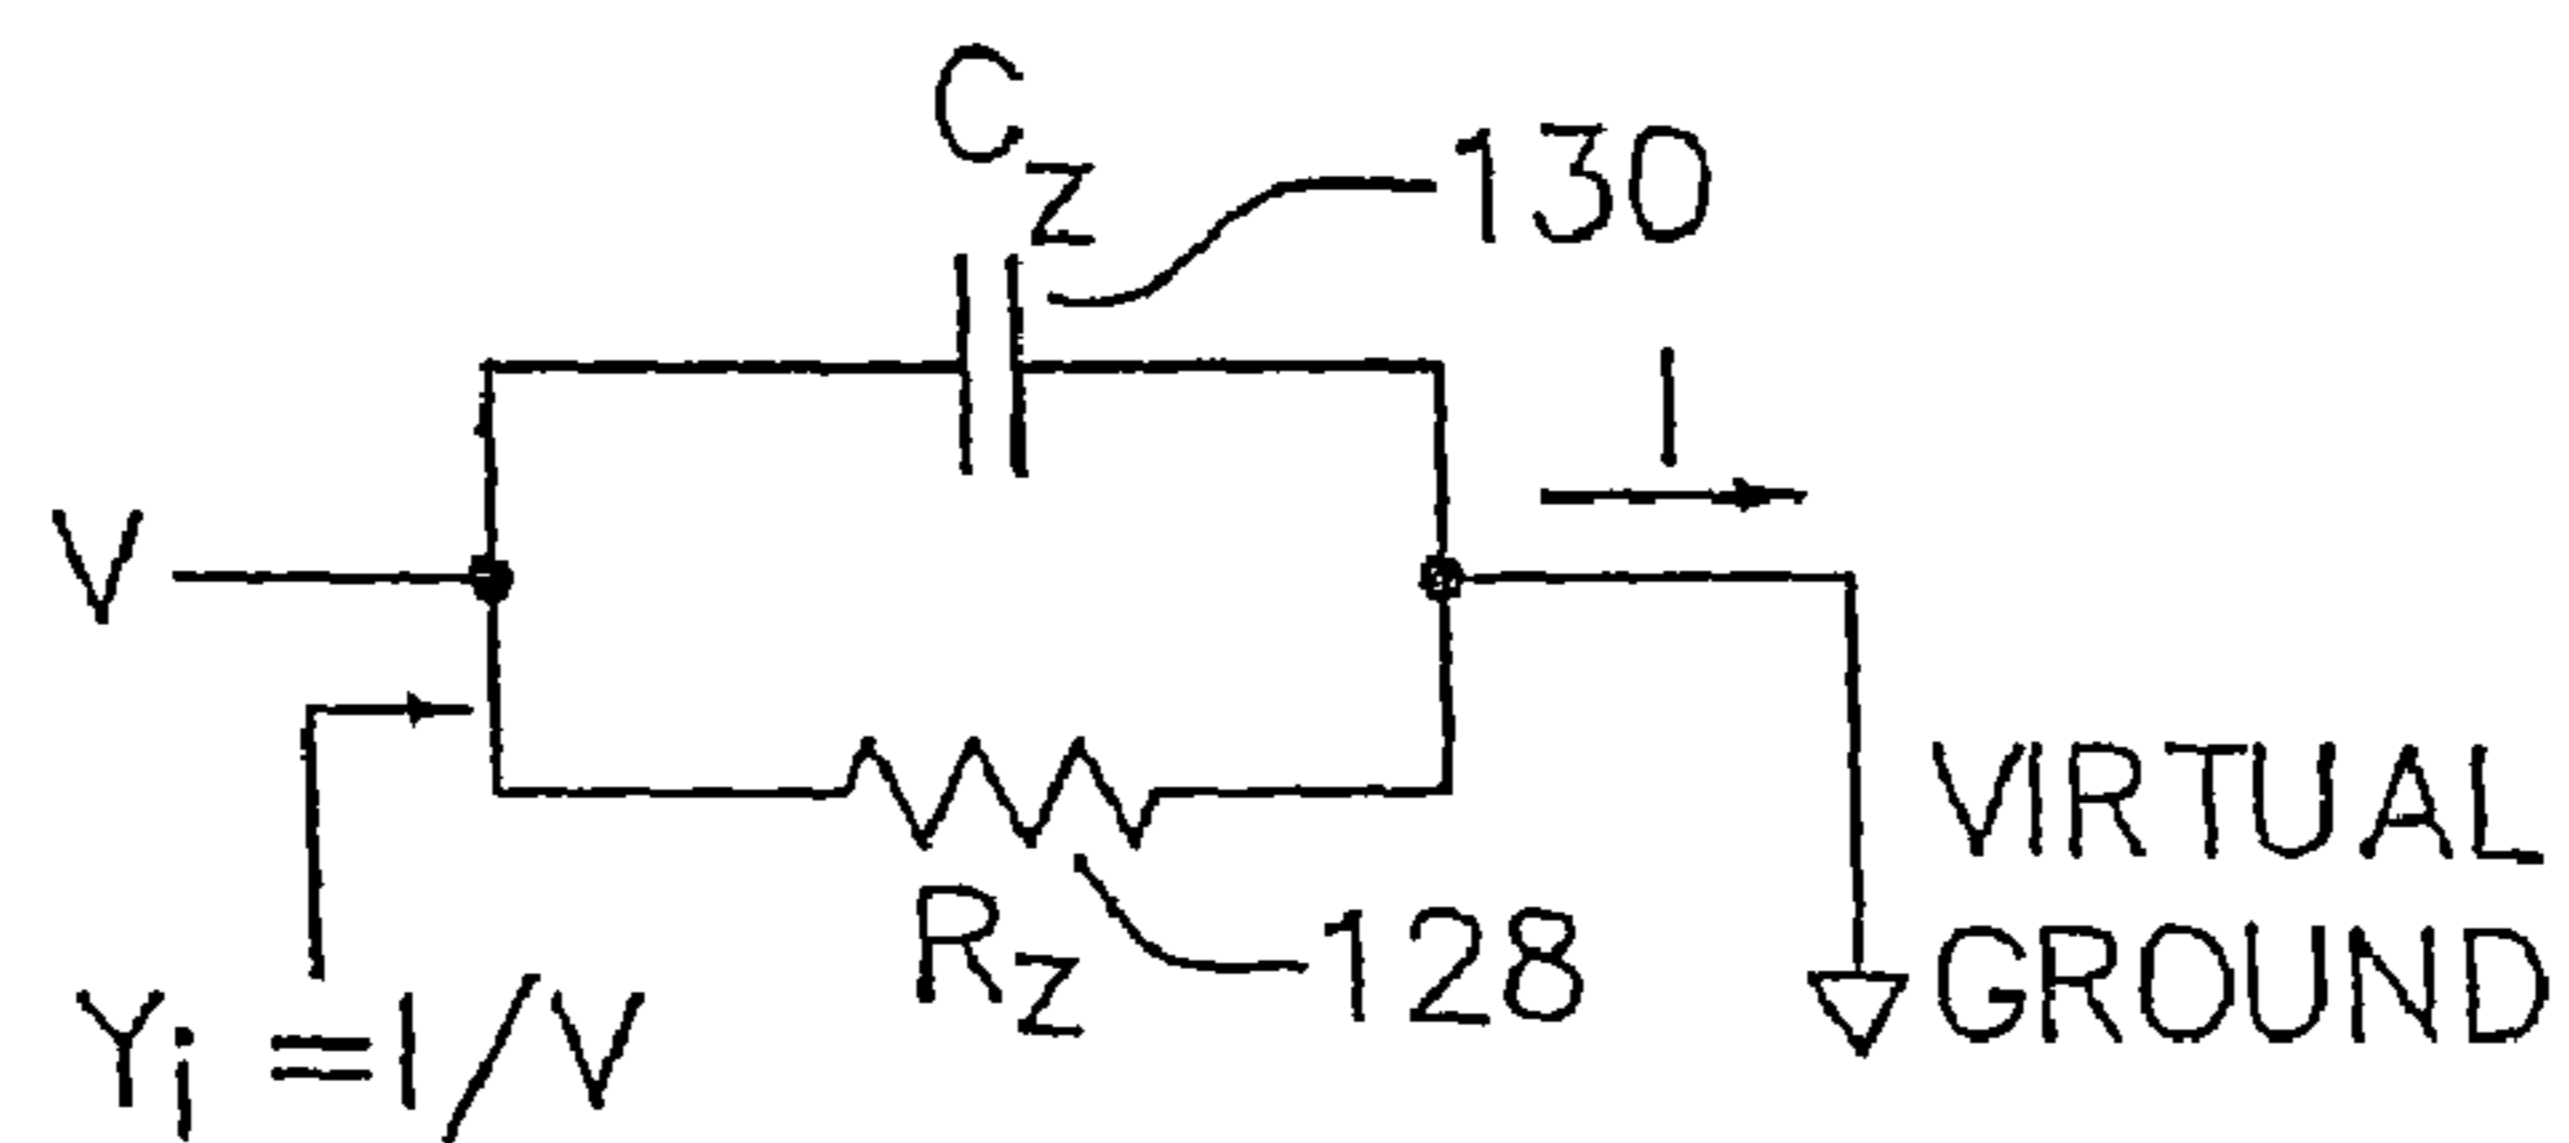 C_Z
130
I
V
VIRTUAL
GROUND
R_Z
128
Y_i = I/V